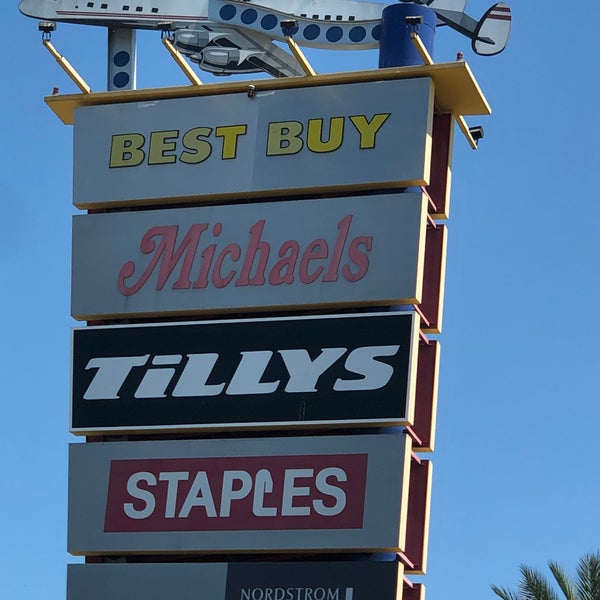 BEST BUY
Michaels
TiLLYS
STAPLES
NORDSTROM